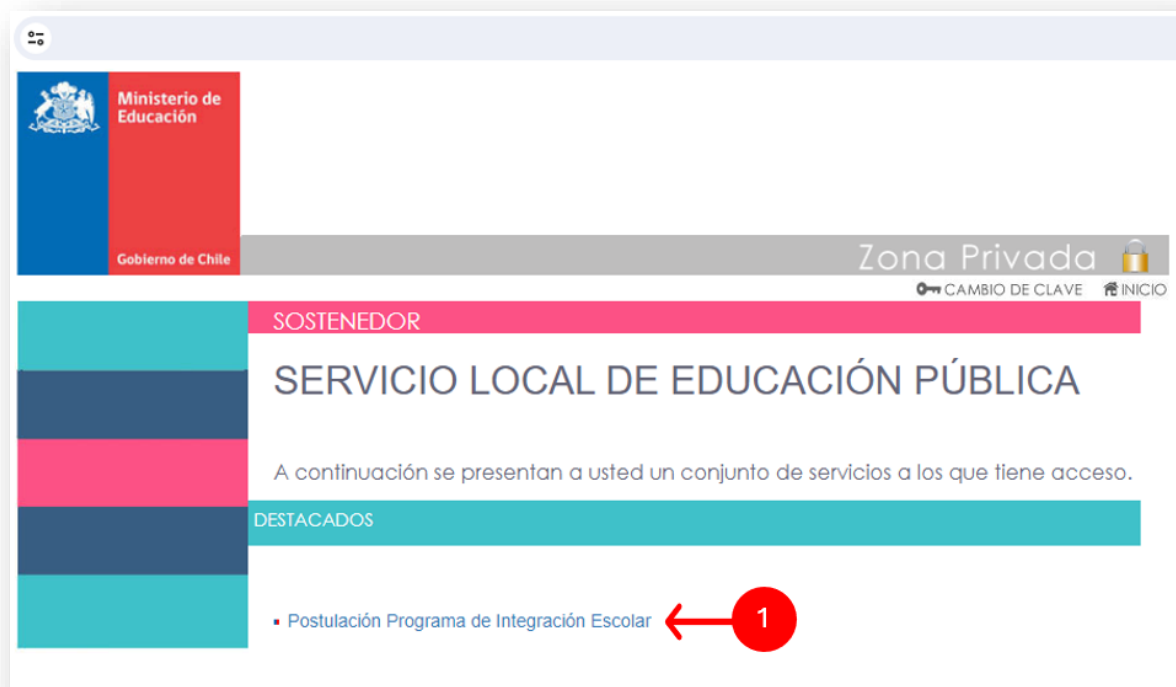 Ministerio de
Educación
Gobierno de Chile
Zona Privada
CAMBIO DE CLAVE INICIO
SOSTENEDOR
SERVICIO LOCAL DE EDUCACIÓN PÚBLICA
A continuación se presentan a usted un conjunto de servicios a los que tiene acceso.
DESTACADOS
Postulación Programa de Integración Escolar 1